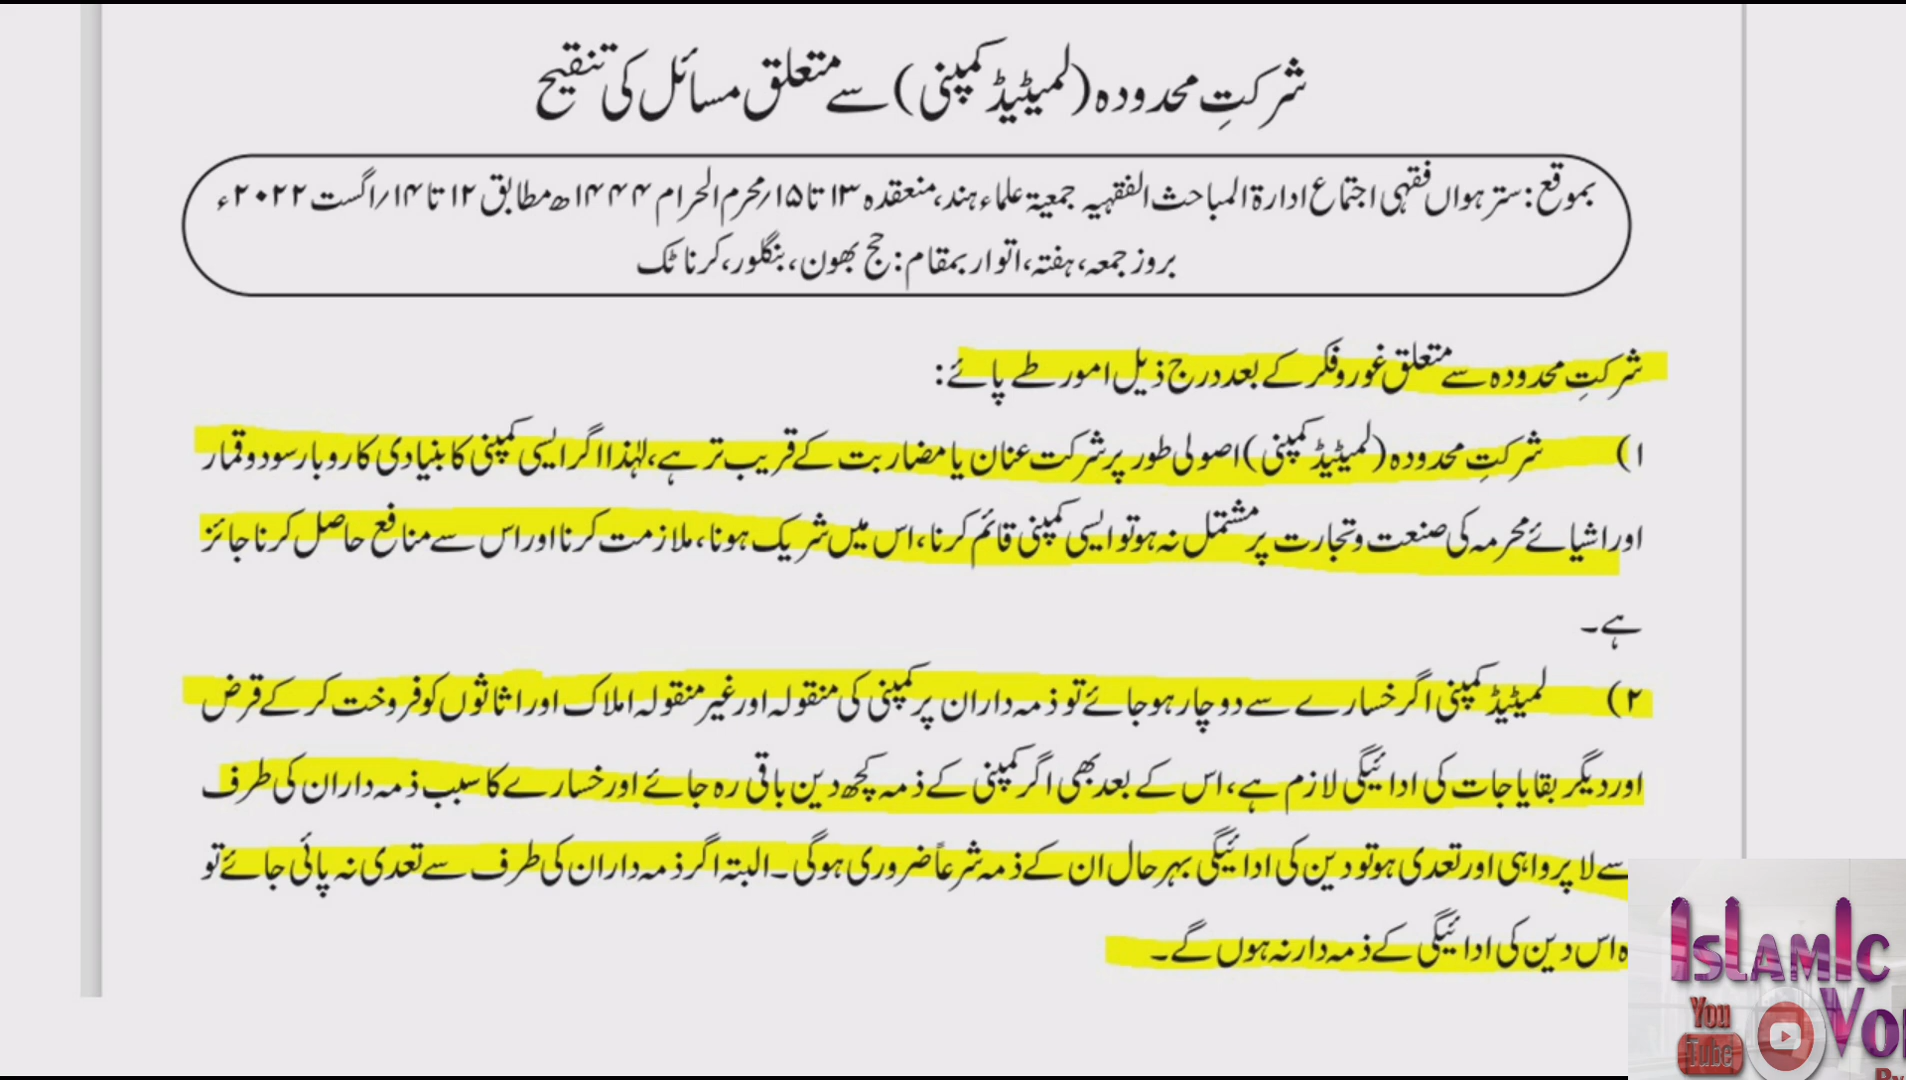 شرکتِ محدودہ (لمیٹیڈ کمپنی) سے متعلق مسائل کی تنقیح
بموقع: سترہواں فقہی اجتماع ادارۃ المباحث الفقہیہ جمعیۃ علماء ہند، منعقدہ ۱۳ تا ۱۵/محرم الحرام ۱۴۴۴ھ مطابق ۱۲ تا ۱۴/اگست ۲۰۲۲ء
بروز جمعہ، ہفتہ، اتوار بمقام: حج بھون، بنگلور، کرناٹک
شرکتِ محدودہ سے متعلق غور و فکر کے بعد درج ذیل امور طے پائے:
۱) شرکتِ محدودہ (لمیٹیڈ کمپنی) اصولی طور پر شرکت عنان یا مضاربت کے قریب تر ہے، لہٰذا اگر ایسی کمپنی کا بنیادی کاروبار سود و قمار
اور اشیائے محرمہ کی صنعت و تجارت پر مشتمل نہ ہو تو ایسی کمپنی قائم کرنا، اس میں شریک ہونا، ملازمت کرنا اور اس سے منافع حاصل کرنا جائز
ہے۔
۲) لمیٹیڈ کمپنی اگر خسارے سے دوچار ہو جائے تو ذمہ داران پر کمپنی کی منقولہ اور غیر منقولہ املاک اور اثاثوں کو فروخت کر کے قرض
اور دیگر بقایاجات کی ادائیگی لازم ہے، اس کے بعد بھی اگر کمپنی کے ذمہ کچھ دین باقی رہ جائے اور خسارے کا سبب ذمہ داران کی طرف
سے لاپرواہی اور تعدی ہو تو دین کی ادائیگی بہرحال ان کے ذمہ شرعاً ضروری ہوگی۔ البتہ اگر ذمہ داران کی طرف سے تعدی نہ پائی جائے تو
ہ اس دین کی ادائیگی کے ذمہ دار نہ ہوں گے۔
IsLAMIc
You
Tube